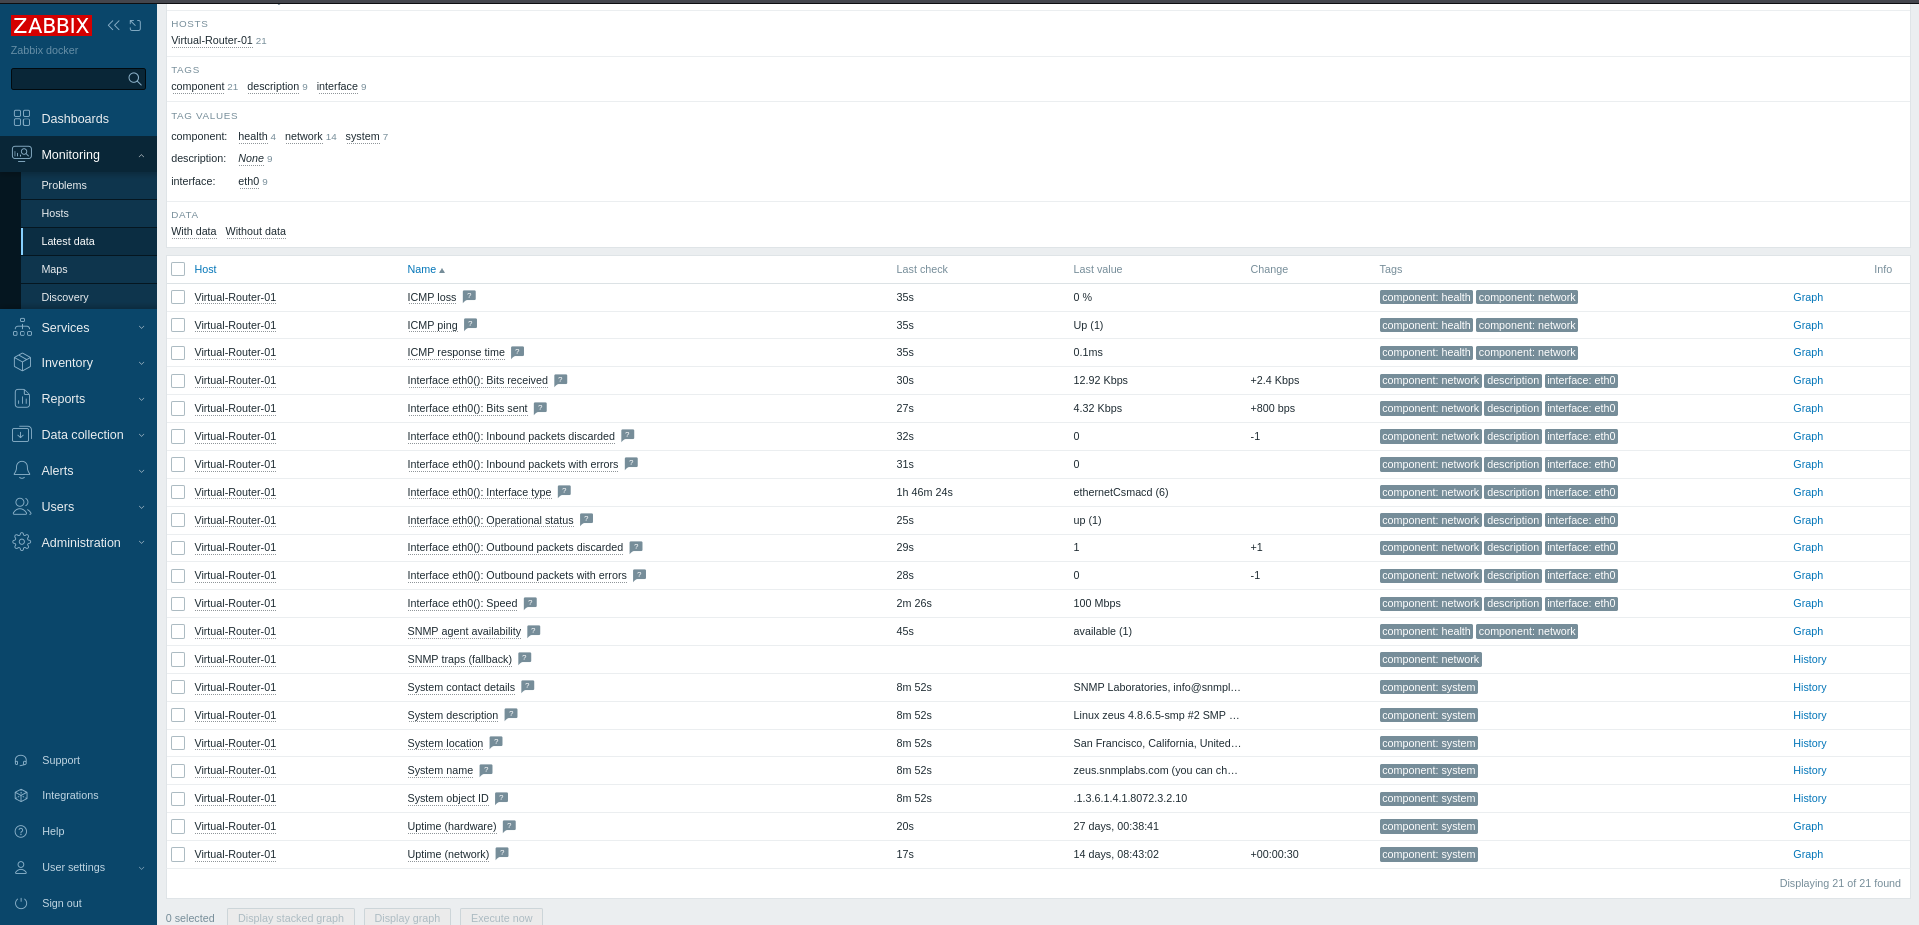 ZABBIX
Zabbix docker
Dashboards
Monitoring
Problems
Hosts
Latest data
Maps
Discovery
Services
Inventory
Reports
Data collection
Alerts
Users
Administration
Support
Integrations
Help
User settings
Sign out
HOSTS
Virtual-Router-01 21
TAGS
component 21 description 9 interface 9
TAG VALUES
component: health 4 network 14 system 7
description: None 9
interface: eth0 9
DATA
With data Without data
Host Name Last check Last value Change Tags Info
Virtual-Router-01 ICMP loss ? 35s 0 % component: health component: network Graph
Virtual-Router-01 ICMP ping ? 35s Up (1) component: health component: network Graph
Virtual-Router-01 ICMP response time ? 35s 0.1ms component: health component: network Graph
Virtual-Router-01 Interface eth0(): Bits received ? 30s 12.92 Kbps +2.4 Kbps component: network description interface: eth0 Graph
Virtual-Router-01 Interface eth0(): Bits sent ? 27s 4.32 Kbps +800 bps component: network description interface: eth0 Graph
Virtual-Router-01 Interface eth0(): Inbound packets discarded ? 32s 0 -1 component: network description interface: eth0 Graph
Virtual-Router-01 Interface eth0(): Inbound packets with errors ? 31s 0 component: network description interface: eth0 Graph
Virtual-Router-01 Interface eth0(): Interface type ? 1h 46m 24s ethernetCsmacd (6) component: network description interface: eth0 Graph
Virtual-Router-01 Interface eth0(): Operational status ? 25s up (1) component: network description interface: eth0 Graph
Virtual-Router-01 Interface eth0(): Outbound packets discarded ? 29s 1 +1 component: network description interface: eth0 Graph
Virtual-Router-01 Interface eth0(): Outbound packets with errors ? 28s 0 -1 component: network description interface: eth0 Graph
Virtual-Router-01 Interface eth0(): Speed ? 2m 26s 100 Mbps component: network description interface: eth0 Graph
Virtual-Router-01 SNMP agent availability ? 45s available (1) component: health component: network Graph
Virtual-Router-01 SNMP traps (fallback) ? component: network History
Virtual-Router-01 System contact details ? 8m 52s SNMP Laboratories, info@snmpl… component: system History
Virtual-Router-01 System description ? 8m 52s Linux zeus 4.8.6.5-smp #2 SMP … component: system History
Virtual-Router-01 System location ? 8m 52s San Francisco, California, United… component: system History
Virtual-Router-01 System name ? 8m 52s zeus.snmplabs.com (you can ch… component: system History
Virtual-Router-01 System object ID ? 8m 52s .1.3.6.1.4.1.8072.3.2.10 component: system History
Virtual-Router-01 Uptime (hardware) ? 20s 27 days, 00:38:41 component: system Graph
Virtual-Router-01 Uptime (network) ? 17s 14 days, 08:43:02 +00:00:30 component: system Graph
Displaying 21 of 21 found
0 selected Display stacked graph Display graph Execute now